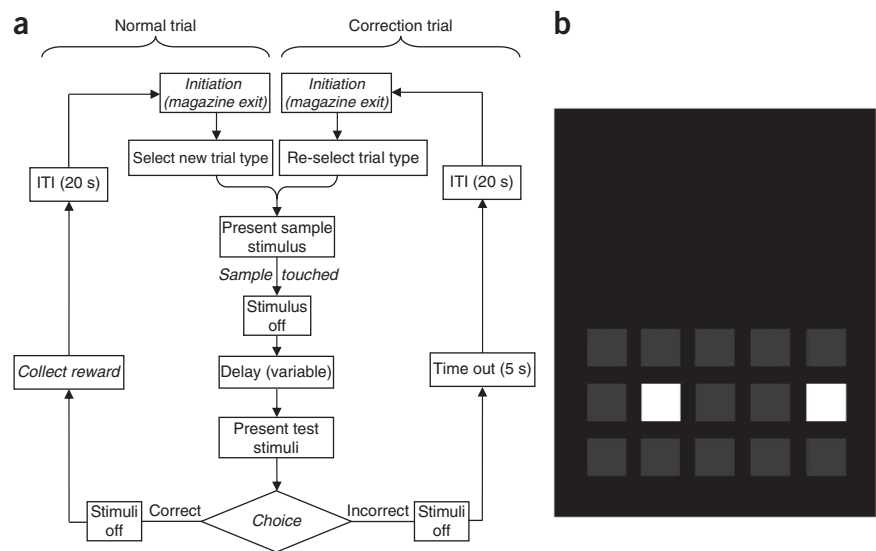 a
b
Normal trial
Correction trial
Initiation
(magazine exit)
Initiation
(magazine exit)
Select new trial type
Re-select trial type
ITI (20 s)
ITI (20 s)
Present sample
stimulus
Sample touched
Stimulus
off
Collect reward
Delay (variable)
Time out (5 s)
Present test
stimuli
Stimuli
off
Correct
Choice
Incorrect
Stimuli
off